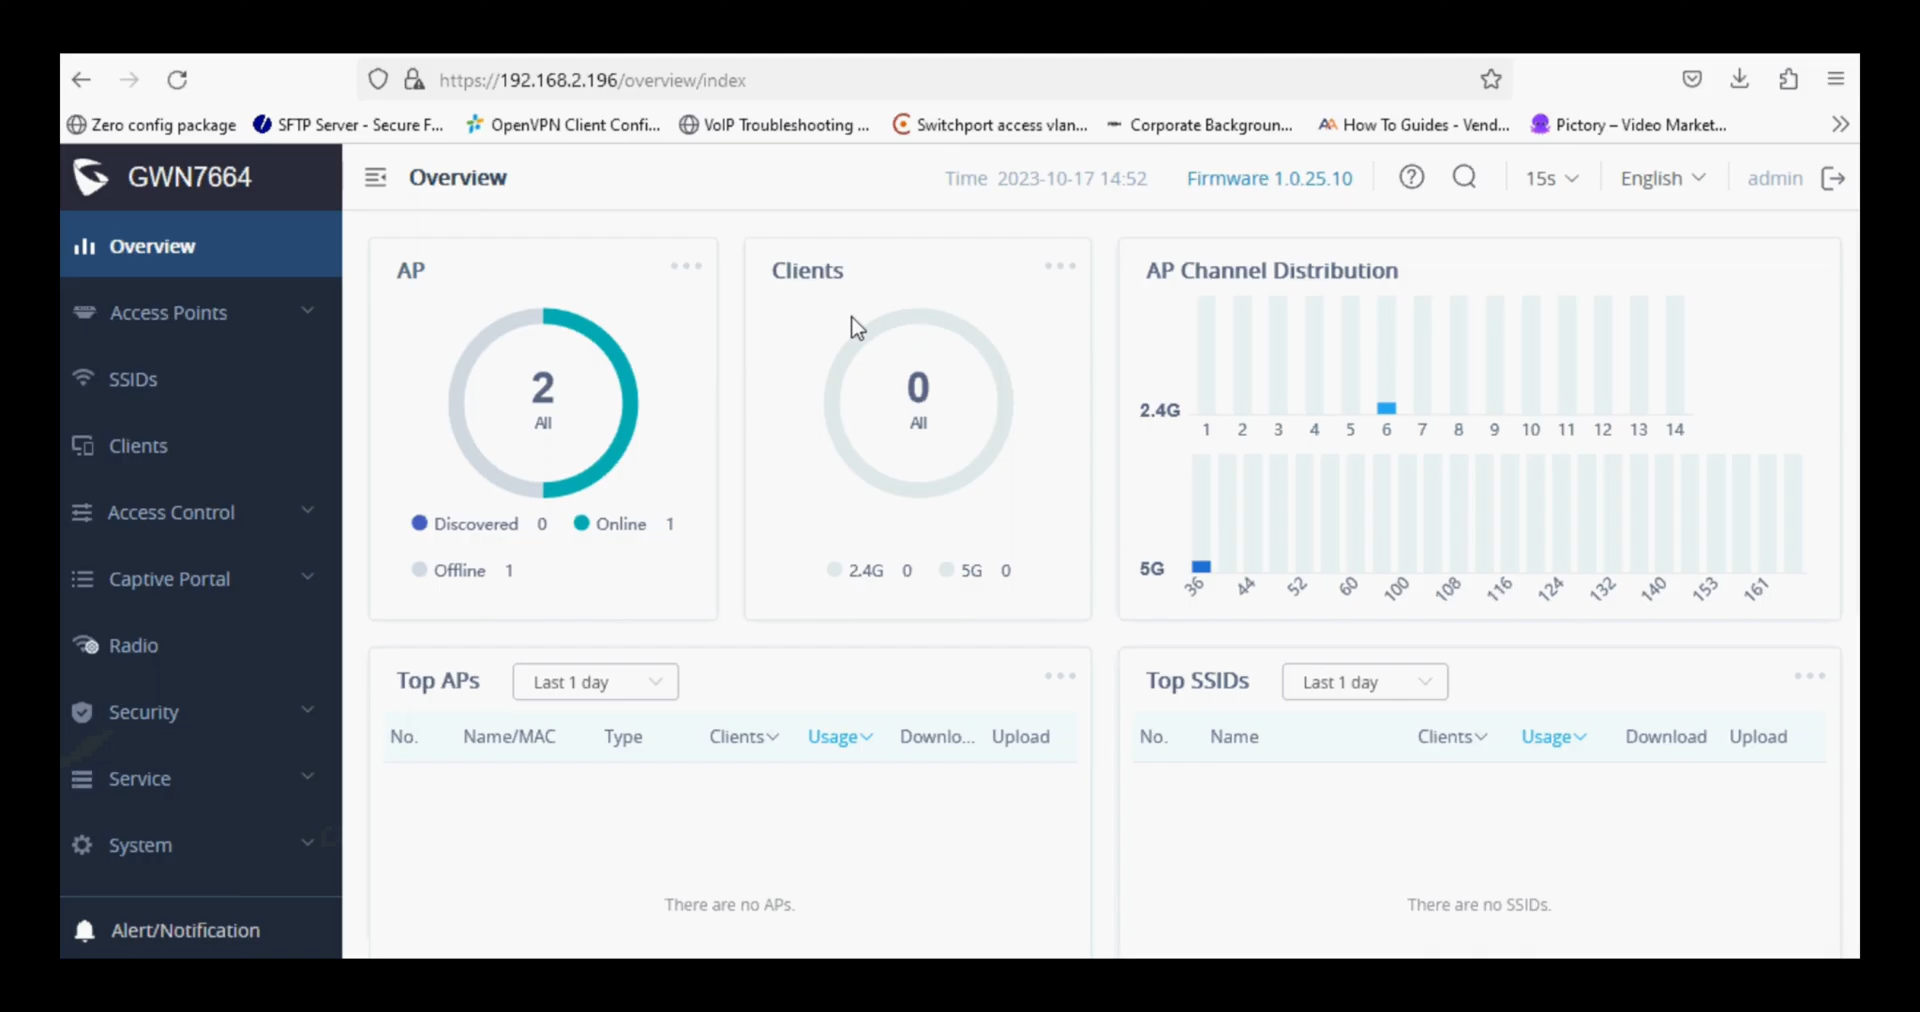 https://192.168.2.196/overview/index
Zero config package SFTP Server - Secure F... OpenVPN Client Confi... VoIP Troubleshooting ... Switchport access vlan... Corporate Backgroun... How To Guides - Vend... Pictory – Video Market...
GWN7664
Overview
Time 2023-10-17 14:52 Firmware 1.0.25.10 15s English admin
Overview
Access Points
SSIDs
Clients
Access Control
Captive Portal
Radio
Security
Service
System
Alert/Notification
AP
2
All
Discovered 0 Online 1
Offline 1
Clients
0
All
2.4G 0 5G 0
AP Channel Distribution
2.4G
1 2 3 4 5 6 7 8 9 10 11 12 13 14
5G
36 44 52 60 100 108 116 124 132 140 153 161
Top APs Last 1 day
No. Name/MAC Type Clients Usage Downlo... Upload
There are no APs.
Top SSIDs Last 1 day
No. Name Clients Usage Download Upload
There are no SSIDs.